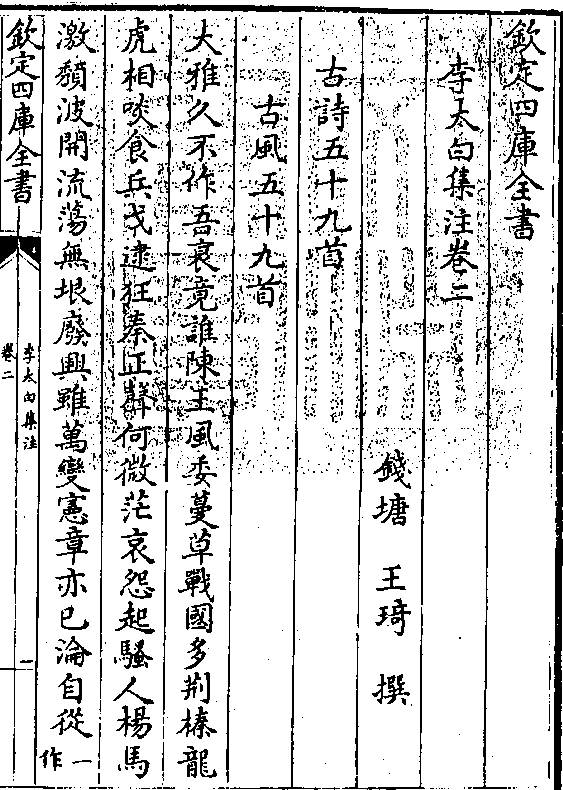 欽定四庫全書
李太白集注卷二
錢塘 王琦 撰
古詩五十九首
古風五十九首
大雅久不作吾衰竟誰陳王風委蔓草戰國多荆榛龍
虎相啖食兵戈逮狂秦正聲何微茫哀怨起騷人楊馬
激頽波開流蕩無垠廢興雖萬變憲章亦已淪自從一作
欽定四庫全書
李太白集注
卷二
一